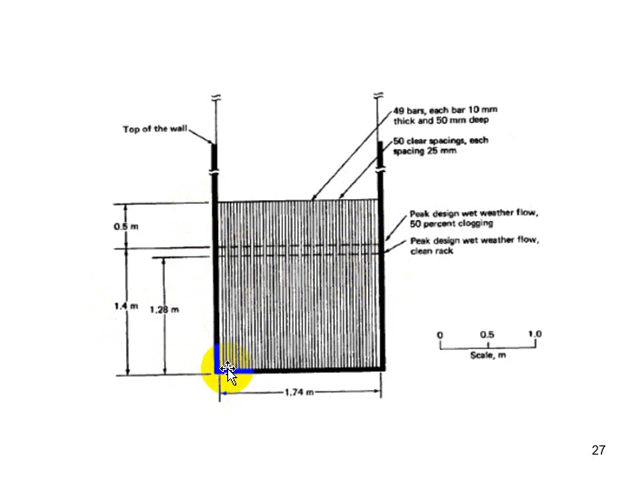 49 bars, each bar 10 mm
thick and 50 mm deep
Top of the wall
50 clear spacings, each
spacing 25 mm
Peak design wet weather flow,
50 percent clogging
0.5 m
Peak design wet weather flow,
clean rack
1.4 m
1.28 m
0 0.5 1.0
Scale, m
1.74 m
27